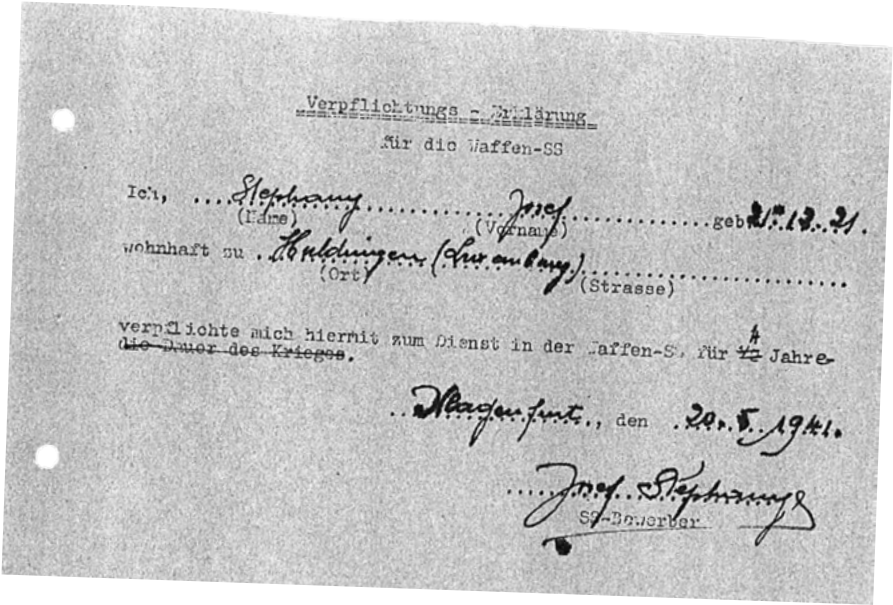 Verpflichtungs - Erklärung
für die Waffen-SS
Ich, Stephany Josef geb. 21.12.21.
(Name) (Vorname)
wohnhaft zu Huldingen (Luxemburg)
(Ort) (Strasse)
verpflichte mich hiermit zum Dienst in der Waffen-SS für 4 Jahre
die Dauer des Krieges.
Klagenfurt, den 20.5.1941.
Josef Stephany
SS-Bewerber